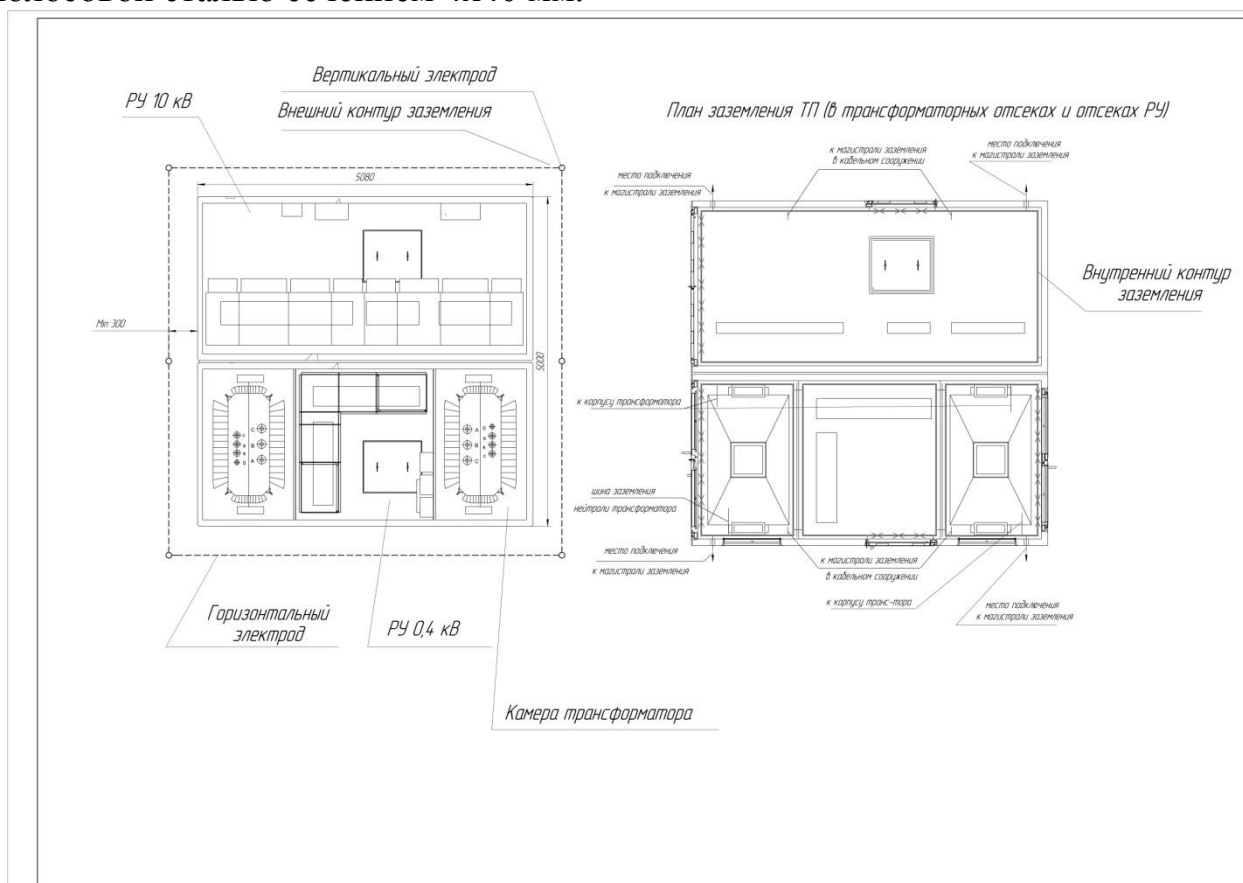 Вертикальный электрод
РУ 10 кВ
Внешний контур заземления
План заземления ТП (в трансформаторных отсеках и отсеках РУ)
к магистрали заземления
в кабельном сооружении
место подключения
к магистрали заземления
место подключения
к магистрали заземления
5080
Внутренний контур
заземления
Min 300
5000
к корпусу трансформатора
С
В
А
А
В
С
шина заземления
нейтрали трансформатора
место подключения
к магистрали заземления
к магистрали заземления
в кабельном сооружении
к корпусу транс-тора
место подключения
к магистрали заземления
Горизонтальный
электрод
РУ 0,4 кВ
Камера трансформатора